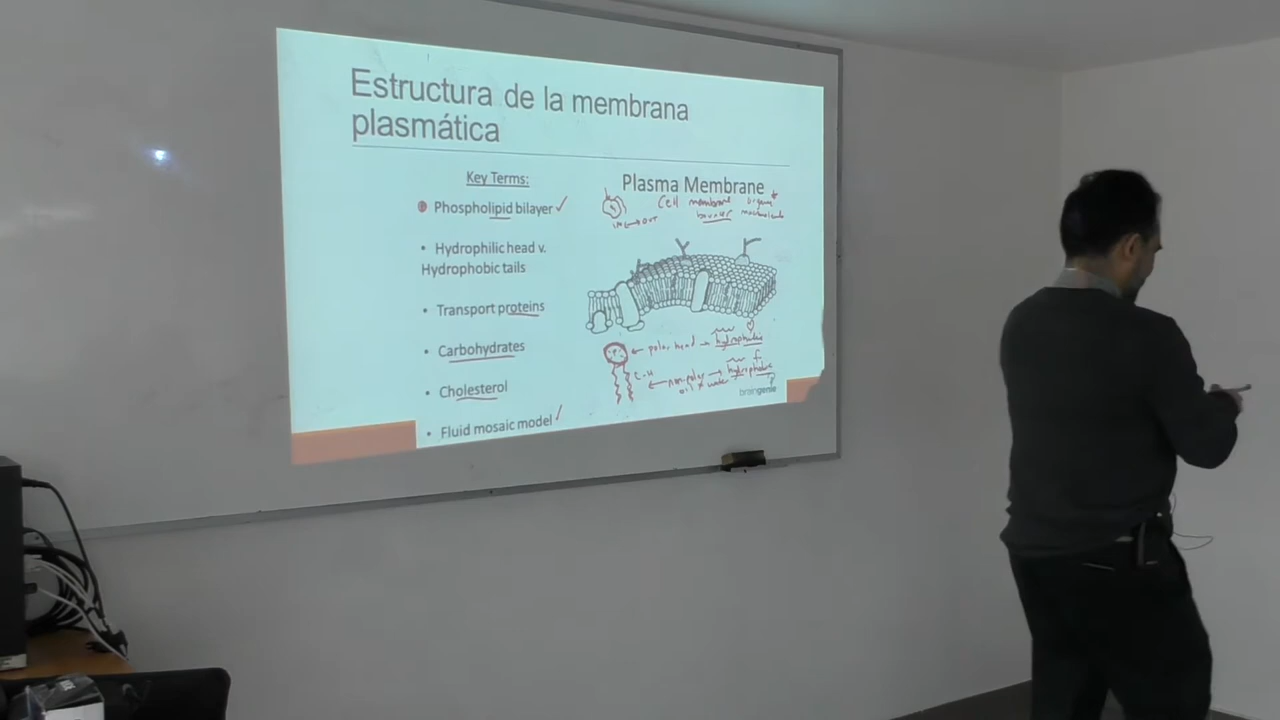 Estructura de la membrana
plasmática
Key Terms:
• Phospholipid bilayer ✓
• Hydrophilic head v.
Hydrophobic tails
• Transport proteins
• Carbohydrates
• Cholesterol
• Fluid mosaic model ✓
Plasma Membrane
Cell membrane
barrier
polar head
C-H
non-polar → hydrophobic
oil water
braingenie